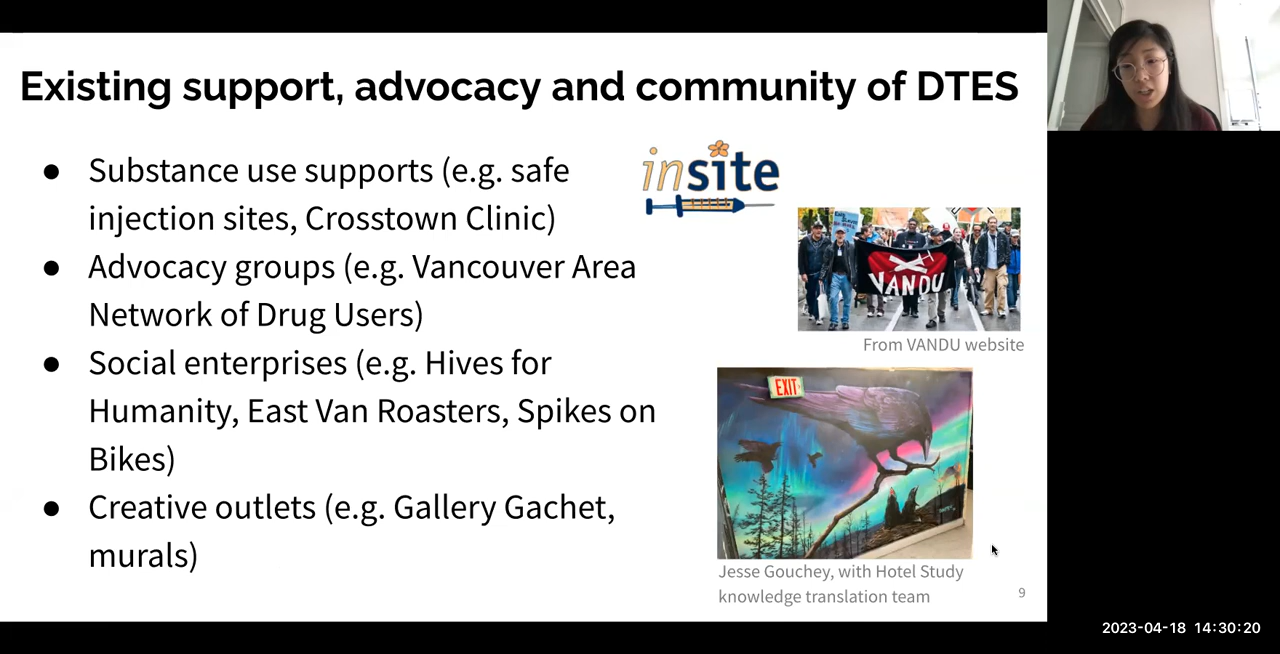 Existing support, advocacy and community of DTES
● Substance use supports (e.g. safe
injection sites, Crosstown Clinic)
● Advocacy groups (e.g. Vancouver Area
Network of Drug Users)
● Social enterprises (e.g. Hives for
Humanity, East Van Roasters, Spikes on
Bikes)
● Creative outlets (e.g. Gallery Gachet,
murals)
insite
VANDU
From VANDU website
EXIT
Jesse Gouchey, with Hotel Study
knowledge translation team
9
2023-04-18 14:30:20